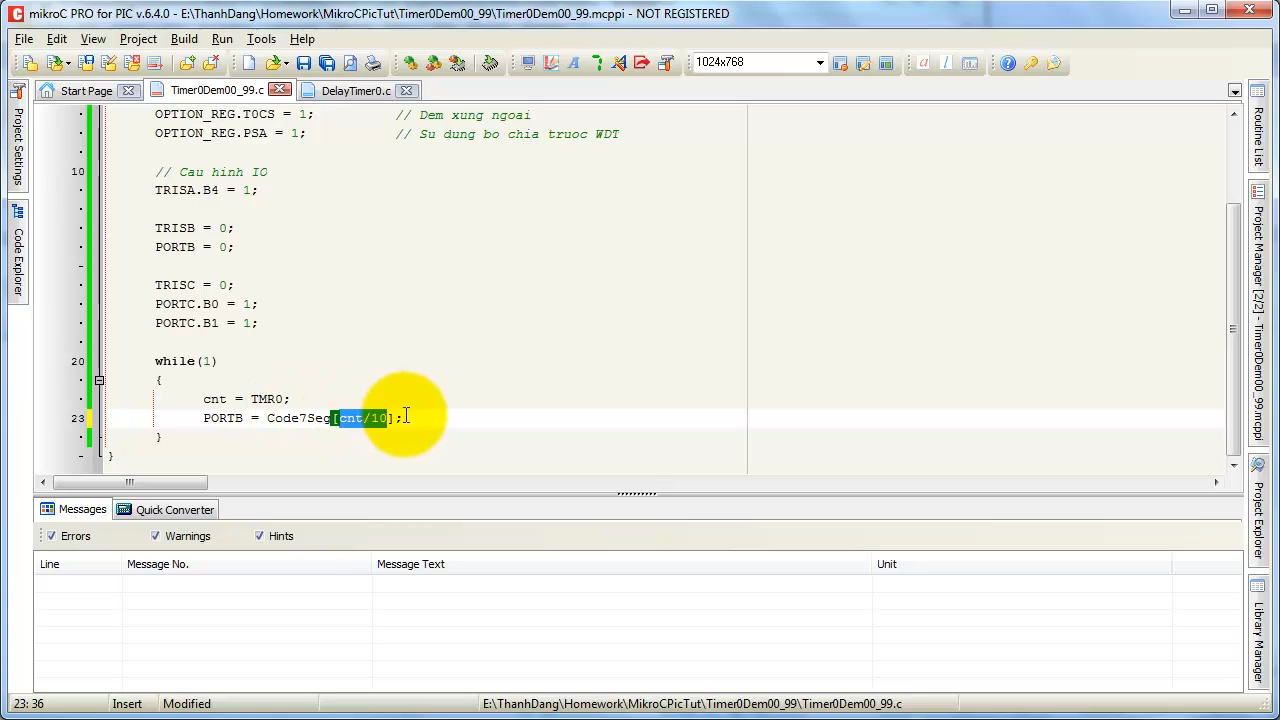 mikroC PRO for PIC v.6.4.0 - E:\ThanhDang\Homework\MikroCPicTut\Timer0Dem00_99\Timer0Dem00_99.mcppi - NOT REGISTERED
File Edit View Project Build Run Tools Help
1024x768
Start Page Timer0Dem00_99.c DelayTimer0.c
OPTION_REG.T0CS = 1; // Dem xung ngoai
OPTION_REG.PSA = 1; // Su dung bo chia truoc WDT
10 // Cau hinh IO
TRISA.B4 = 1;
TRISB = 0;
PORTB = 0;
TRISC = 0;
PORTC.B0 = 1;
PORTC.B1 = 1;
20 while(1)
{
cnt = TMR0;
23 PORTB = Code7Seg[cnt/10];
}
}
Messages Quick Converter
Errors Warnings Hints
Line Message No. Message Text Unit
23: 36 Insert Modified E:\ThanhDang\Homework\MikroCPicTut\Timer0Dem00_99\Timer0Dem00_99.c
Project Settings
Code Explorer
Routine List
Project Manager [2/2] - Timer0Dem00_99.mcppi
Project Explorer
Library Manager